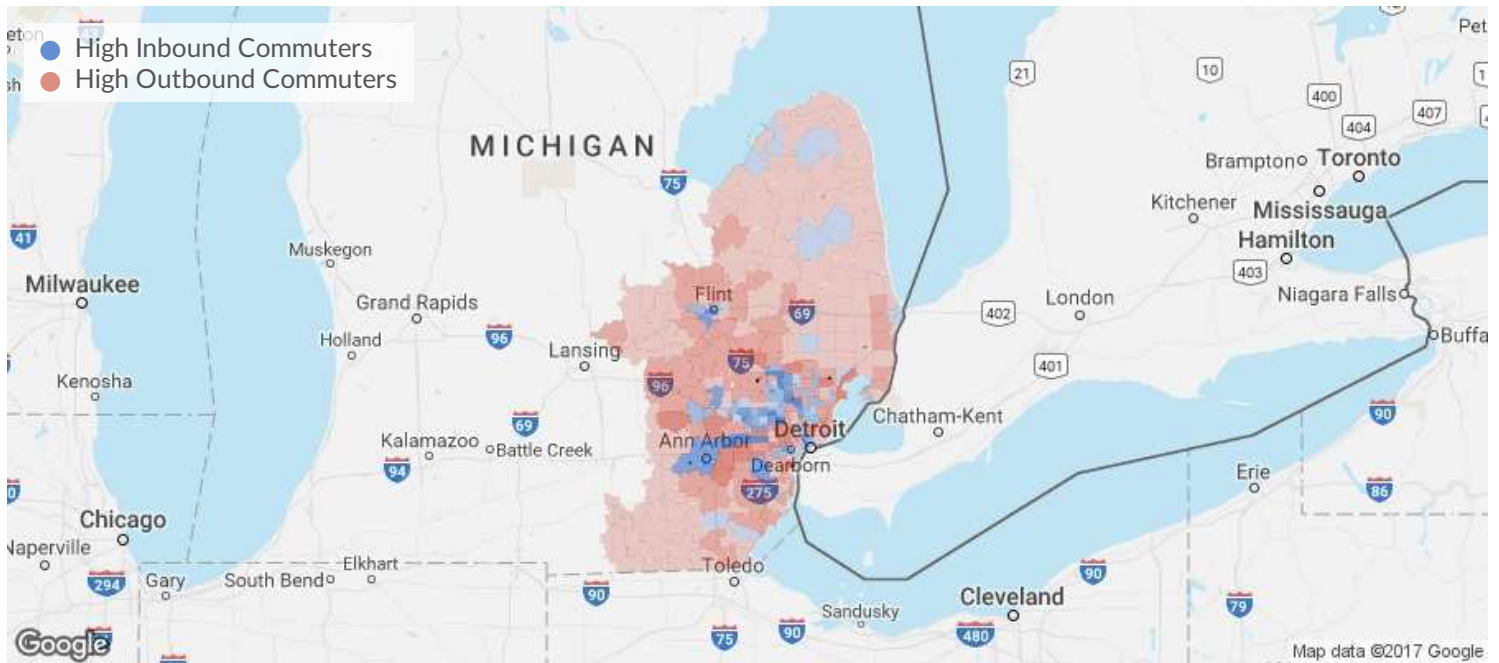 High Inbound Commuters
High Outbound Commuters
MICHIGAN
21
10
400
407
404
Brampton
Toronto
75
Kitchener
Mississauga
41
Muskegon
Hamilton
403
Milwaukee
Grand Rapids
Flint
69
402
London
Niagara Falls
96
Holland
Lansing
75
401
Kenosha
96
69
Chatham-Kent
90
Kalamazoo
Battle Creek
Ann Arbor
Detroit
94
Dearborn
Erie
275
86
Chicago
Naperville
Elkhart
Toledo
294
Gary
South Bend
90
90
Sandusky
Cleveland
79
75
90
480
Google
Map data ©2017 Google